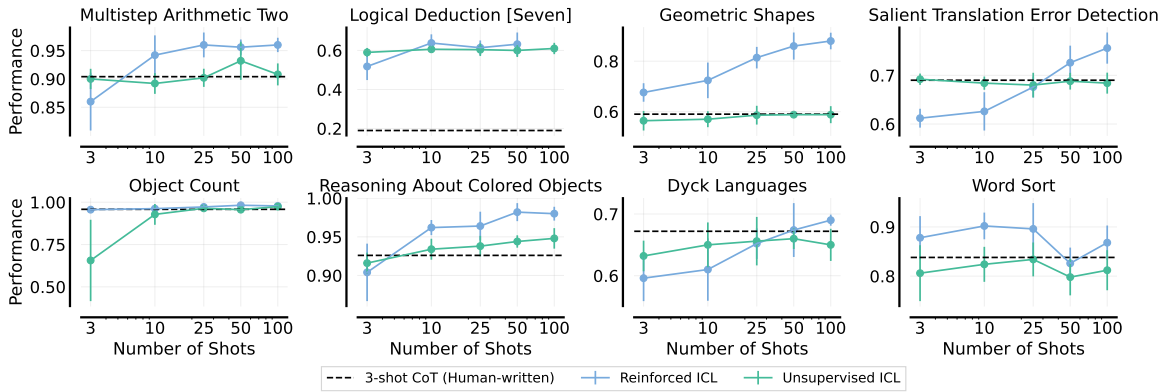 Multistep Arithmetic Two
Logical Deduction [Seven]
Geometric Shapes
Salient Translation Error Detection
Performance
0.95
0.90
0.85
0.6
0.4
0.2
0.8
0.6
0.7
0.6
3 10 25 50 100
3 10 25 50 100
3 10 25 50 100
3 10 25 50 100
Object Count
Reasoning About Colored Objects
Dyck Languages
Word Sort
Performance
1.00
0.75
0.50
1.00
0.95
0.90
0.7
0.6
0.9
0.8
3 10 25 50 100
3 10 25 50 100
3 10 25 50 100
3 10 25 50 100
Number of Shots
Number of Shots
Number of Shots
Number of Shots
3-shot CoT (Human-written)
Reinforced ICL
Unsupervised ICL